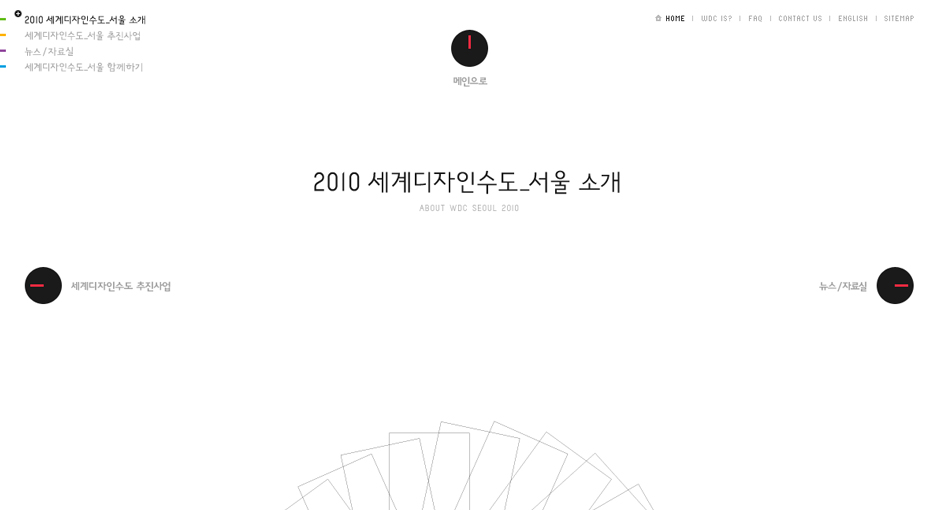 2010 세계디자인수도_서울 소개
세계디자인수도_서울 추진사업
뉴스/자료실
세계디자인수도_서울 함께하기
HOME | WDC IS? | FAQ | CONTACT US | ENGLISH | SITEMAP
메인으로
2010 세계디자인수도_서울 소개
ABOUT WDC SEOUL 2010
세계디자인수도 추진사업
뉴스/자료실